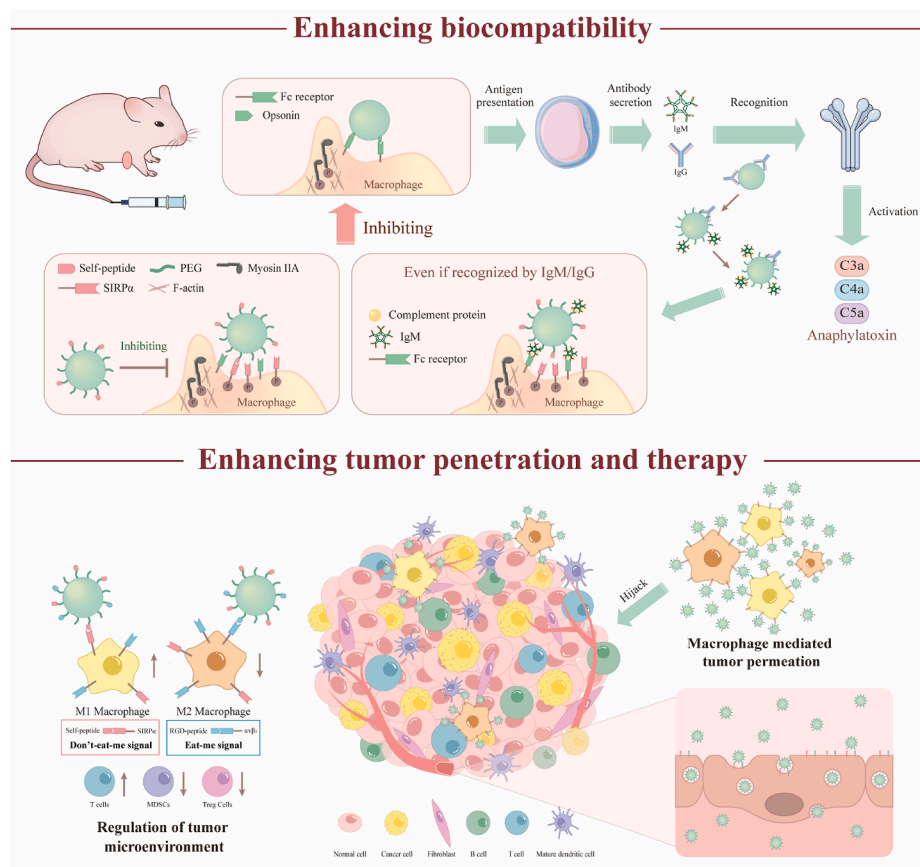 Enhancing biocompatibility
Fc receptor
Opsonin
Macrophage
P
P
P
Antigen
presentation
Antibody
secretion
IgM
IgG
Recognition
Activation
C3a
C4a
C5a
Anaphylatoxin
Inhibiting
Self-peptide
PEG
Myosin IIA
SIRPα
F-actin
Inhibiting
P
P
P
P
P
P
Macrophage
Even if recognized by IgM/IgG
Complement protein
IgM
Fc receptor
P
P
P
P
P
P
Macrophage
Enhancing tumor penetration and therapy
M1 Macrophage
M2 Macrophage
Self-peptide
SIRPα
Don't-eat-me signal
RGD-peptide
αvβ3
Eat-me signal
T cells
MDSCs
Treg Cells
Regulation of tumor
microenvironment
Hijack
Macrophage mediated
tumor permeation
Normal cell
Cancer cell
Fibroblast
B cell
T cell
Mature dendritic cell